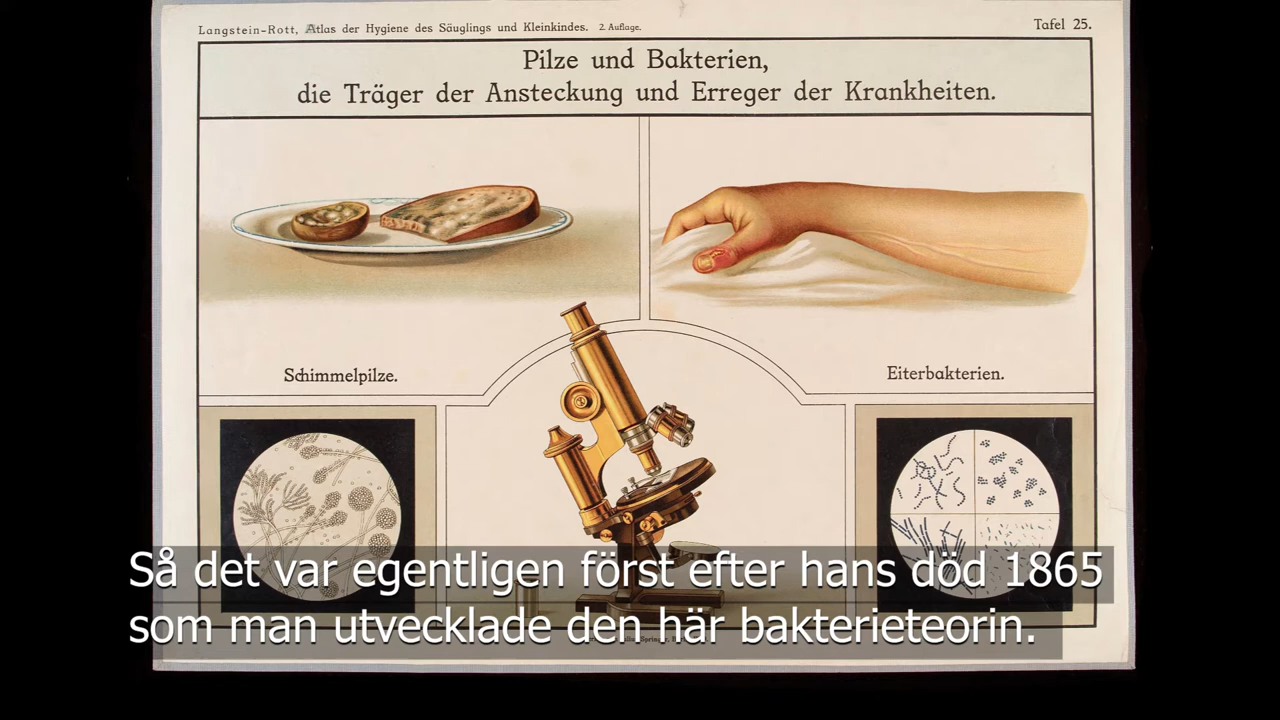 Langstein-Rott, Atlas der Hygiene des Säuglings und Kleinkindes. 2. Auflage.
Tafel 25.
Pilze und Bakterien,
die Träger der Ansteckung und Erreger der Krankheiten.
Schimmelpilze.
Eiterbakterien.
Så det var egentligen först efter hans död 1865
som man utvecklade den här bakterieteorin.